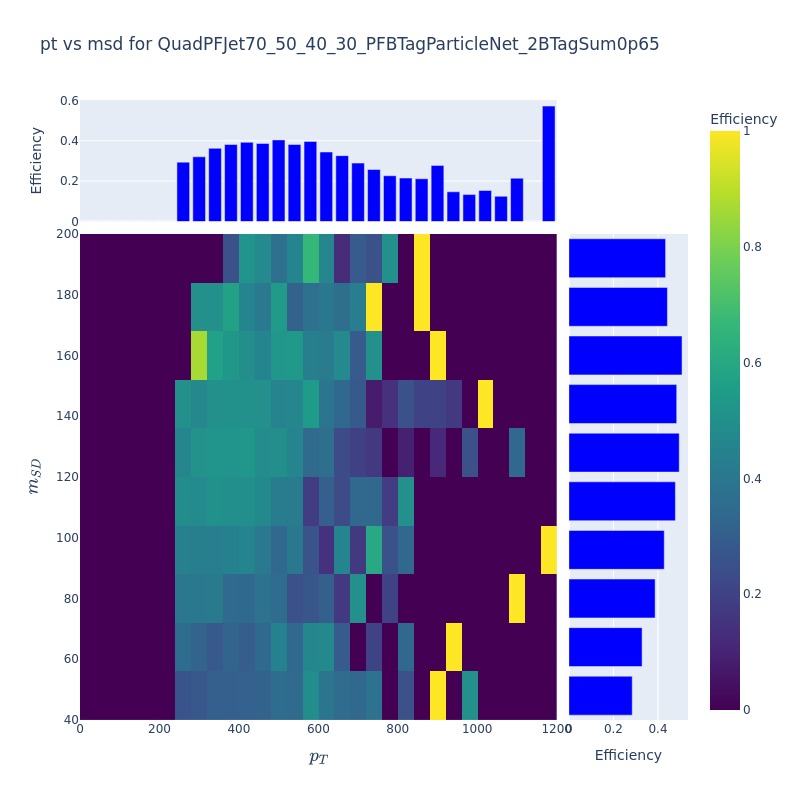 pt vs msd for QuadPFJet70_50_40_30_PFBTagParticleNet_2BTagSum0p65
Efficiency
0.6
0.4
0.2
0
200
180
160
140
120
100
80
60
40
m_SD
0 200 400 600 800 1000 1200
p_T
0 0.2 0.4
Efficiency
Efficiency
1
0.8
0.6
0.4
0.2
0